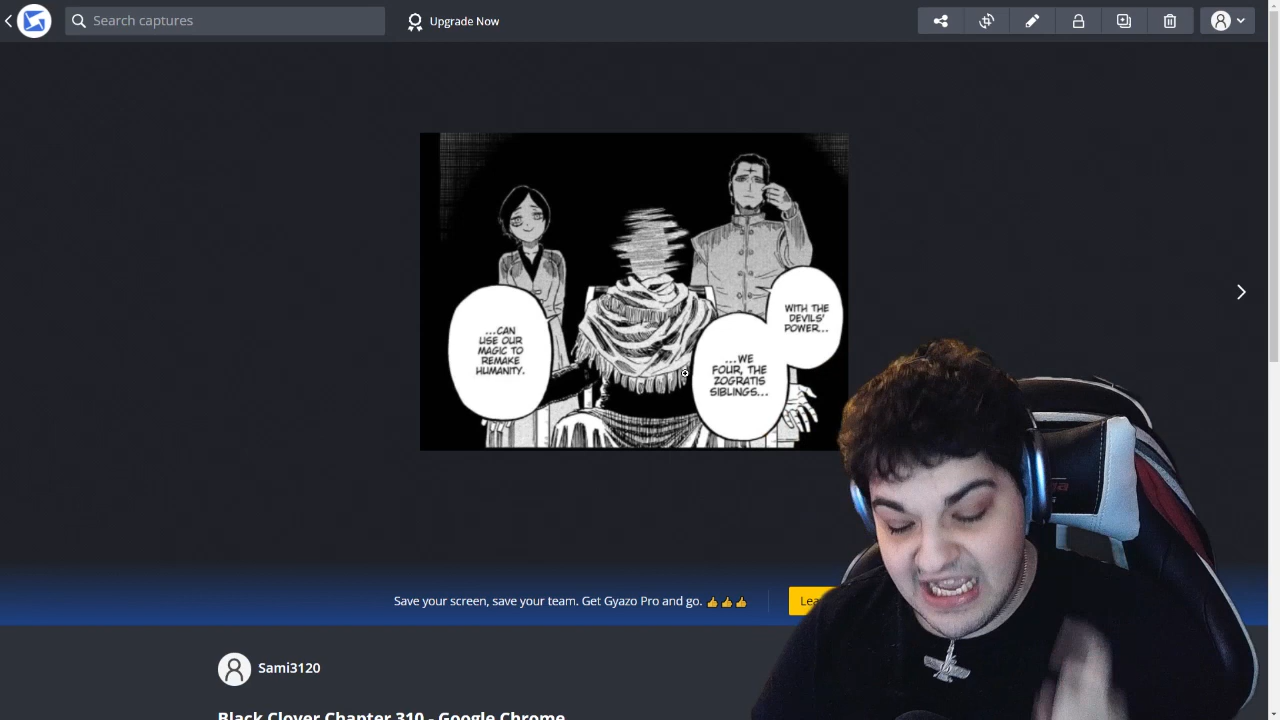 Search captures
Upgrade Now
WITH THE
DEVILS'
POWER...
...WE
FOUR, THE
ZOGRATIS
SIBLINGS...
...CAN
USE OUR
MAGIC TO
REMAKE
HUMANITY.
Save your screen, save your team. Get Gyazo Pro and go. 👍👍👍
Sami3120
Black Clover Chapter 310 - Google Chrome